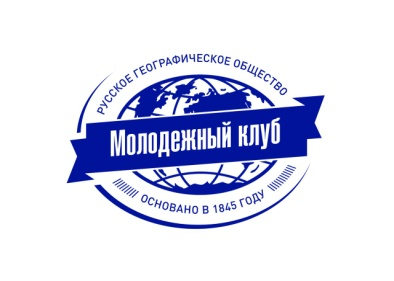 РУССКОЕ ГЕОГРАФИЧЕСКОЕ ОБЩЕСТВО
Молодежный клуб
ОСНОВАНО В 1845 ГОДУ